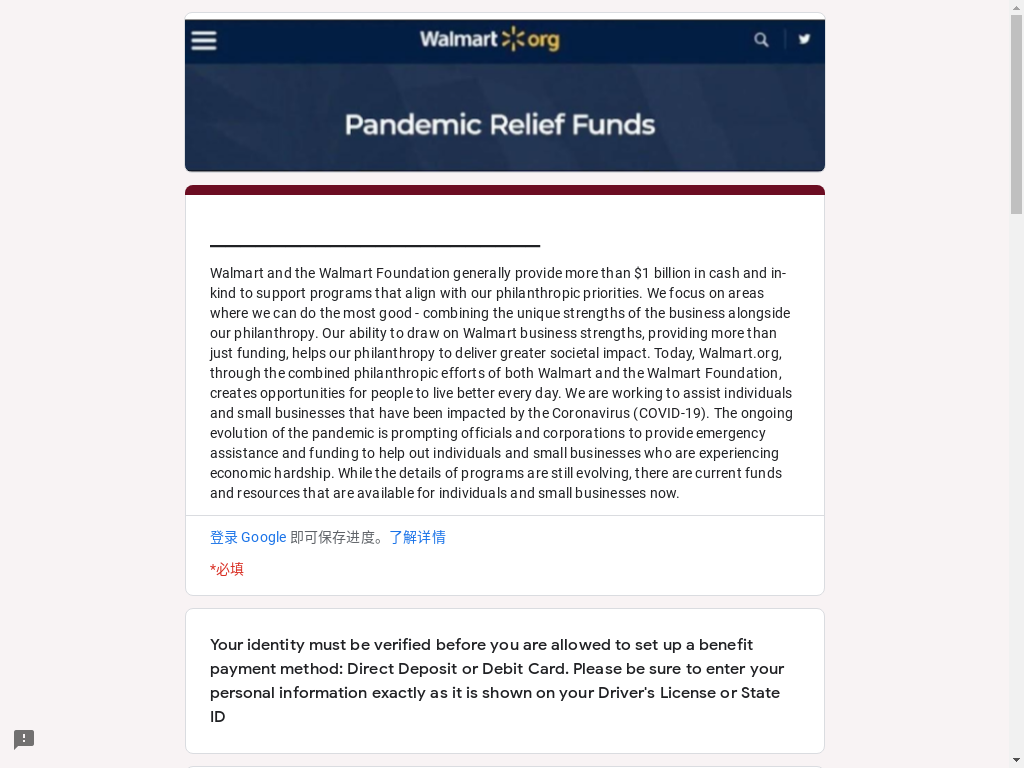 Walmart org
Pandemic Relief Funds
Walmart and the Walmart Foundation generally provide more than $1 billion in cash and in-
kind to support programs that align with our philanthropic priorities. We focus on areas
where we can do the most good - combining the unique strengths of the business alongside
our philanthropy. Our ability to draw on Walmart business strengths, providing more than
just funding, helps our philanthropy to deliver greater societal impact. Today, Walmart.org,
through the combined philanthropic efforts of both Walmart and the Walmart Foundation,
creates opportunities for people to live better every day. We are working to assist individuals
and small businesses that have been impacted by the Coronavirus (COVID-19). The ongoing
evolution of the pandemic is prompting officials and corporations to provide emergency
assistance and funding to help out individuals and small businesses who are experiencing
economic hardship. While the details of programs are still evolving, there are current funds
and resources that are available for individuals and small businesses now.
登录 Google 即可保存进度。了解详情
*必填
Your identity must be verified before you are allowed to set up a benefit
payment method: Direct Deposit or Debit Card. Please be sure to enter your
personal information exactly as it is shown on your Driver's License or State
ID